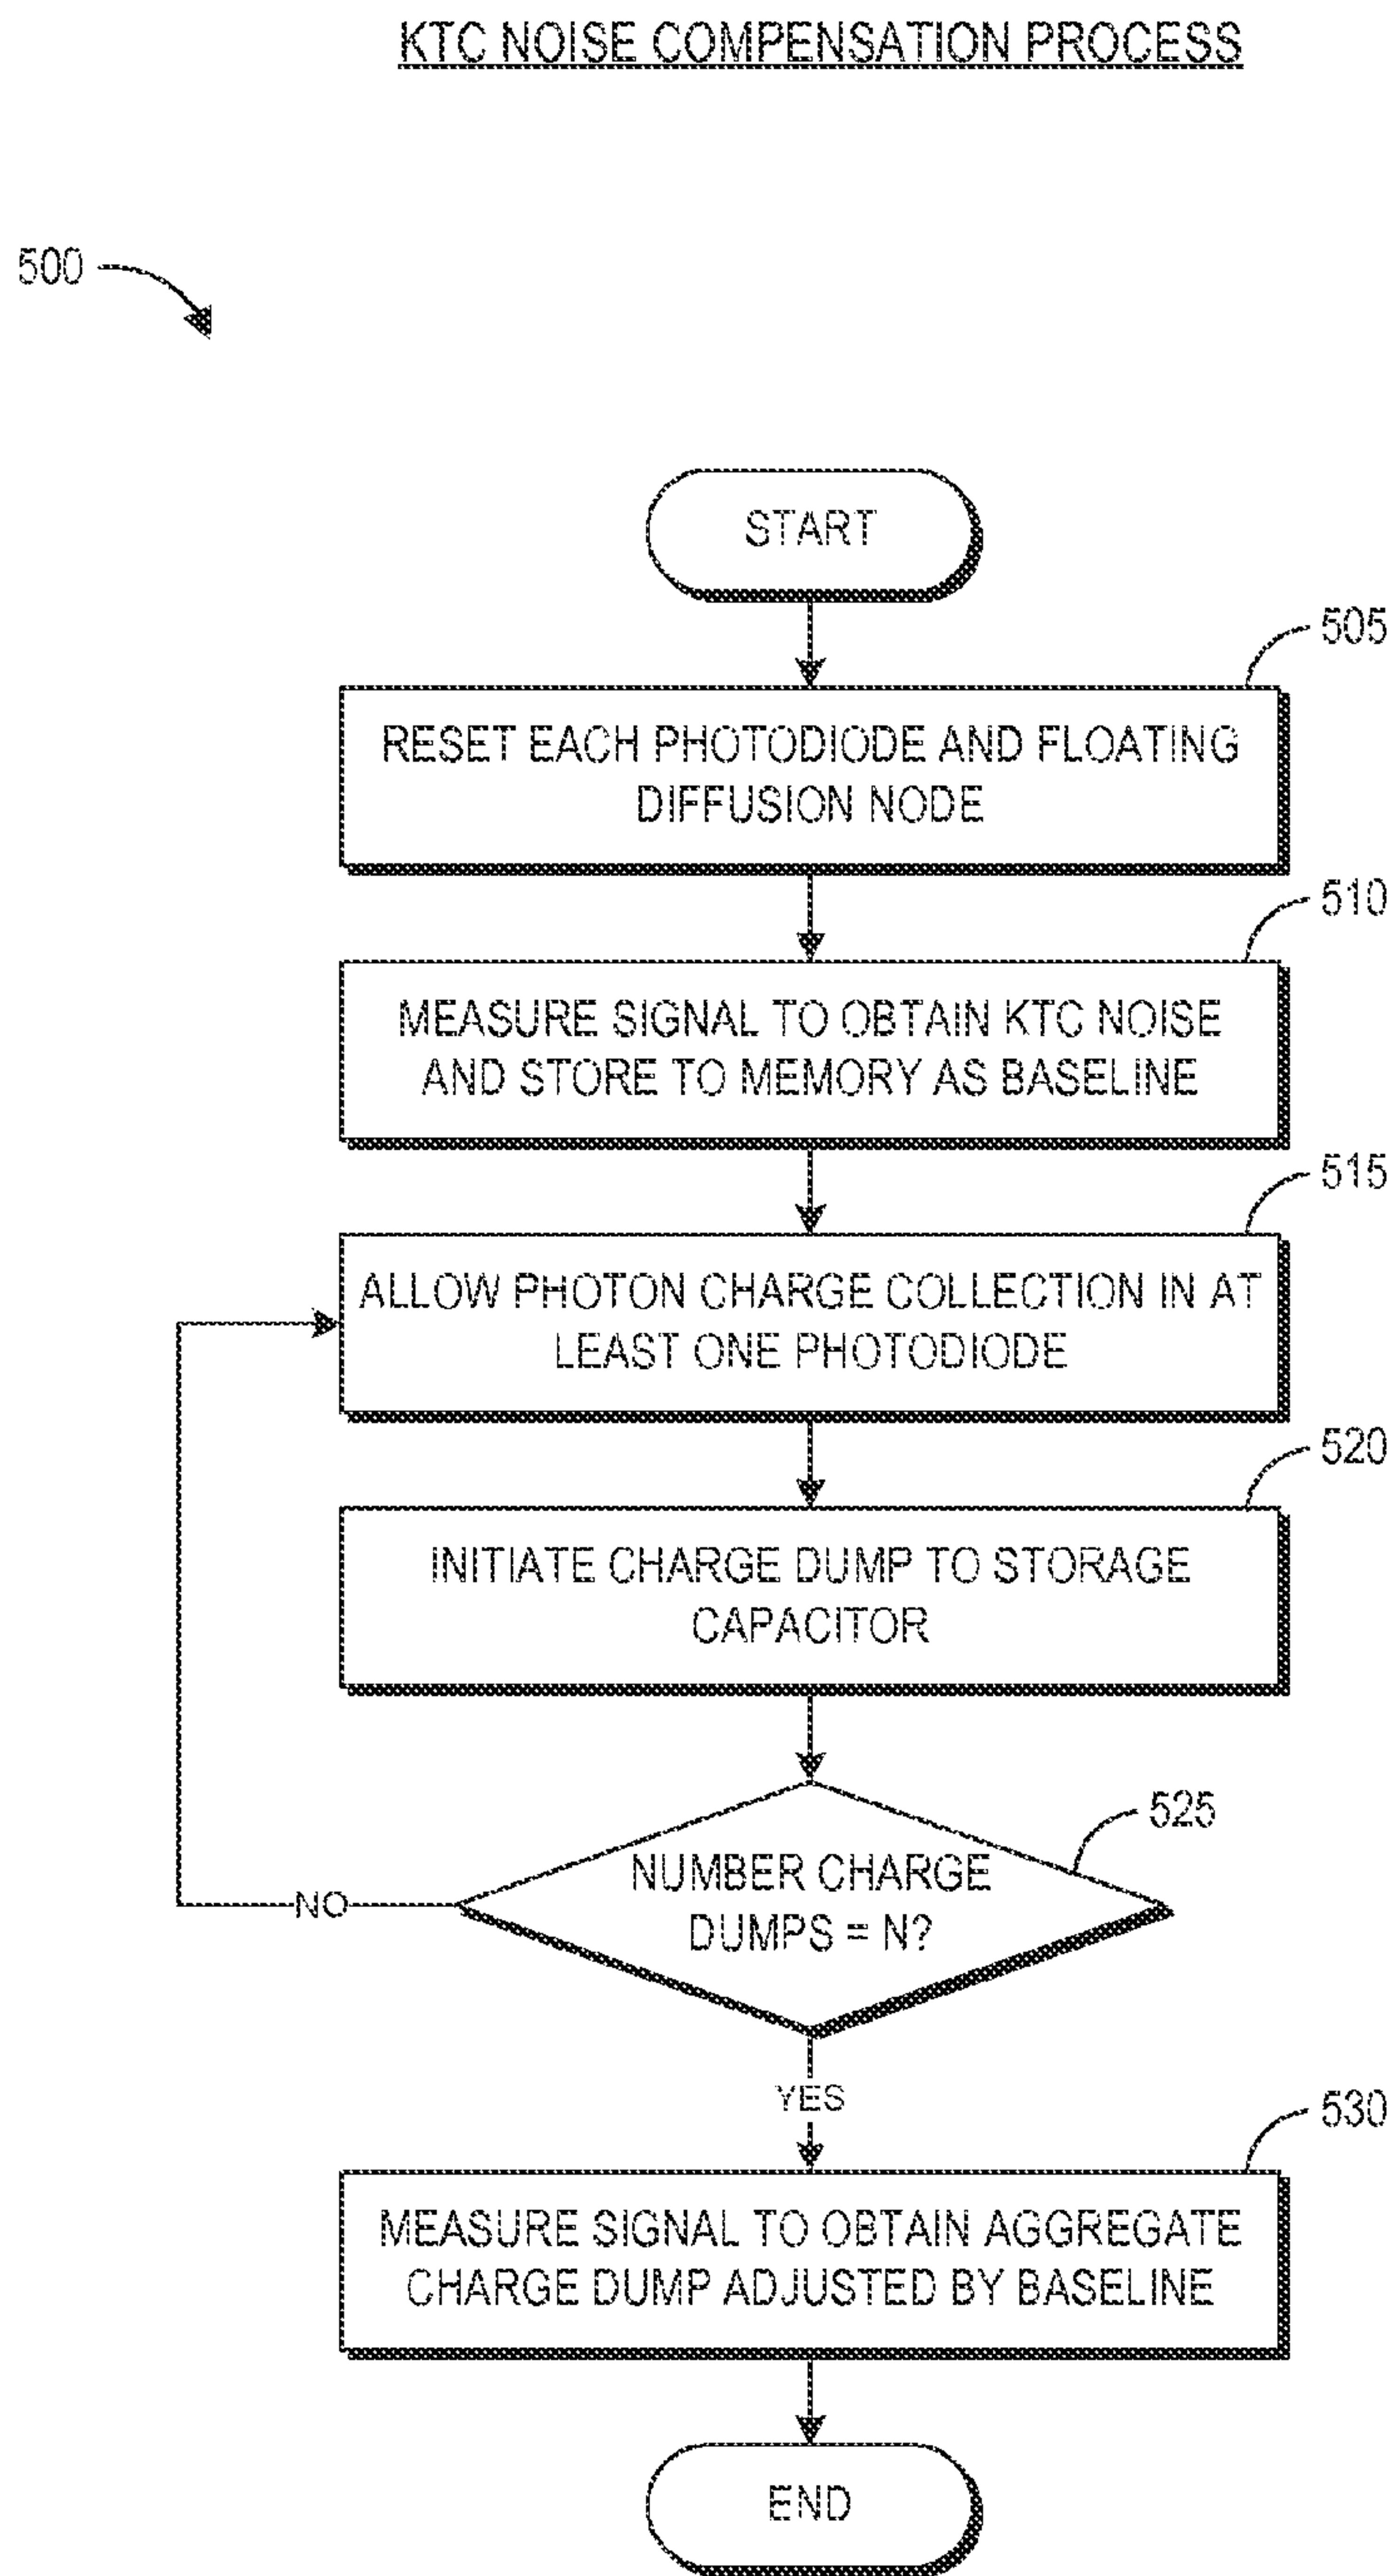 KTC NOISE COMPENSATION PROCESS
500
START
505
RESET EACH PHOTODIODE AND FLOATING
DIFFUSION NODE
510
MEASURE SIGNAL TO OBTAIN KTC NOISE
AND STORE TO MEMORY AS BASELINE
515
ALLOW PHOTON CHARGE COLLECTION IN AT
LEAST ONE PHOTODIODE
520
INITIATE CHARGE DUMP TO STORAGE
CAPACITOR
525
NUMBER CHARGE
DUMPS = N?
NO
YES
530
MEASURE SIGNAL TO OBTAIN AGGREGATE
CHARGE DUMP ADJUSTED BY BASELINE
END